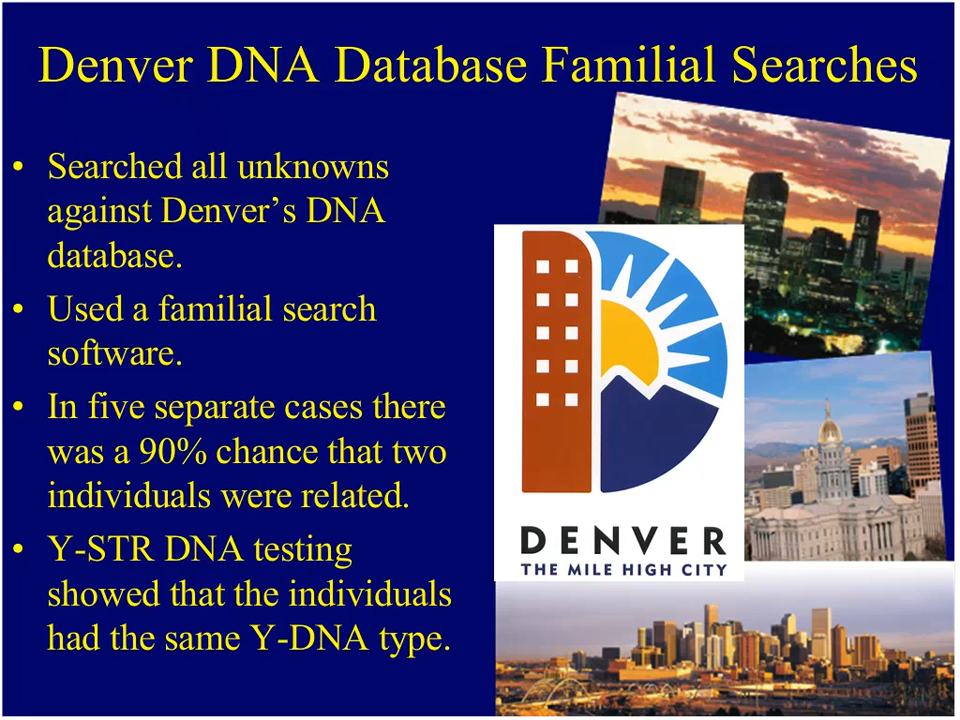 Denver DNA Database Familial Searches
• Searched all unknowns
against Denver’s DNA
database.
• Used a familial search
software.
• In five separate cases there
was a 90% chance that two
individuals were related.
• Y-STR DNA testing
showed that the individuals
had the same Y-DNA type.
DENVER
THE MILE HIGH CITY